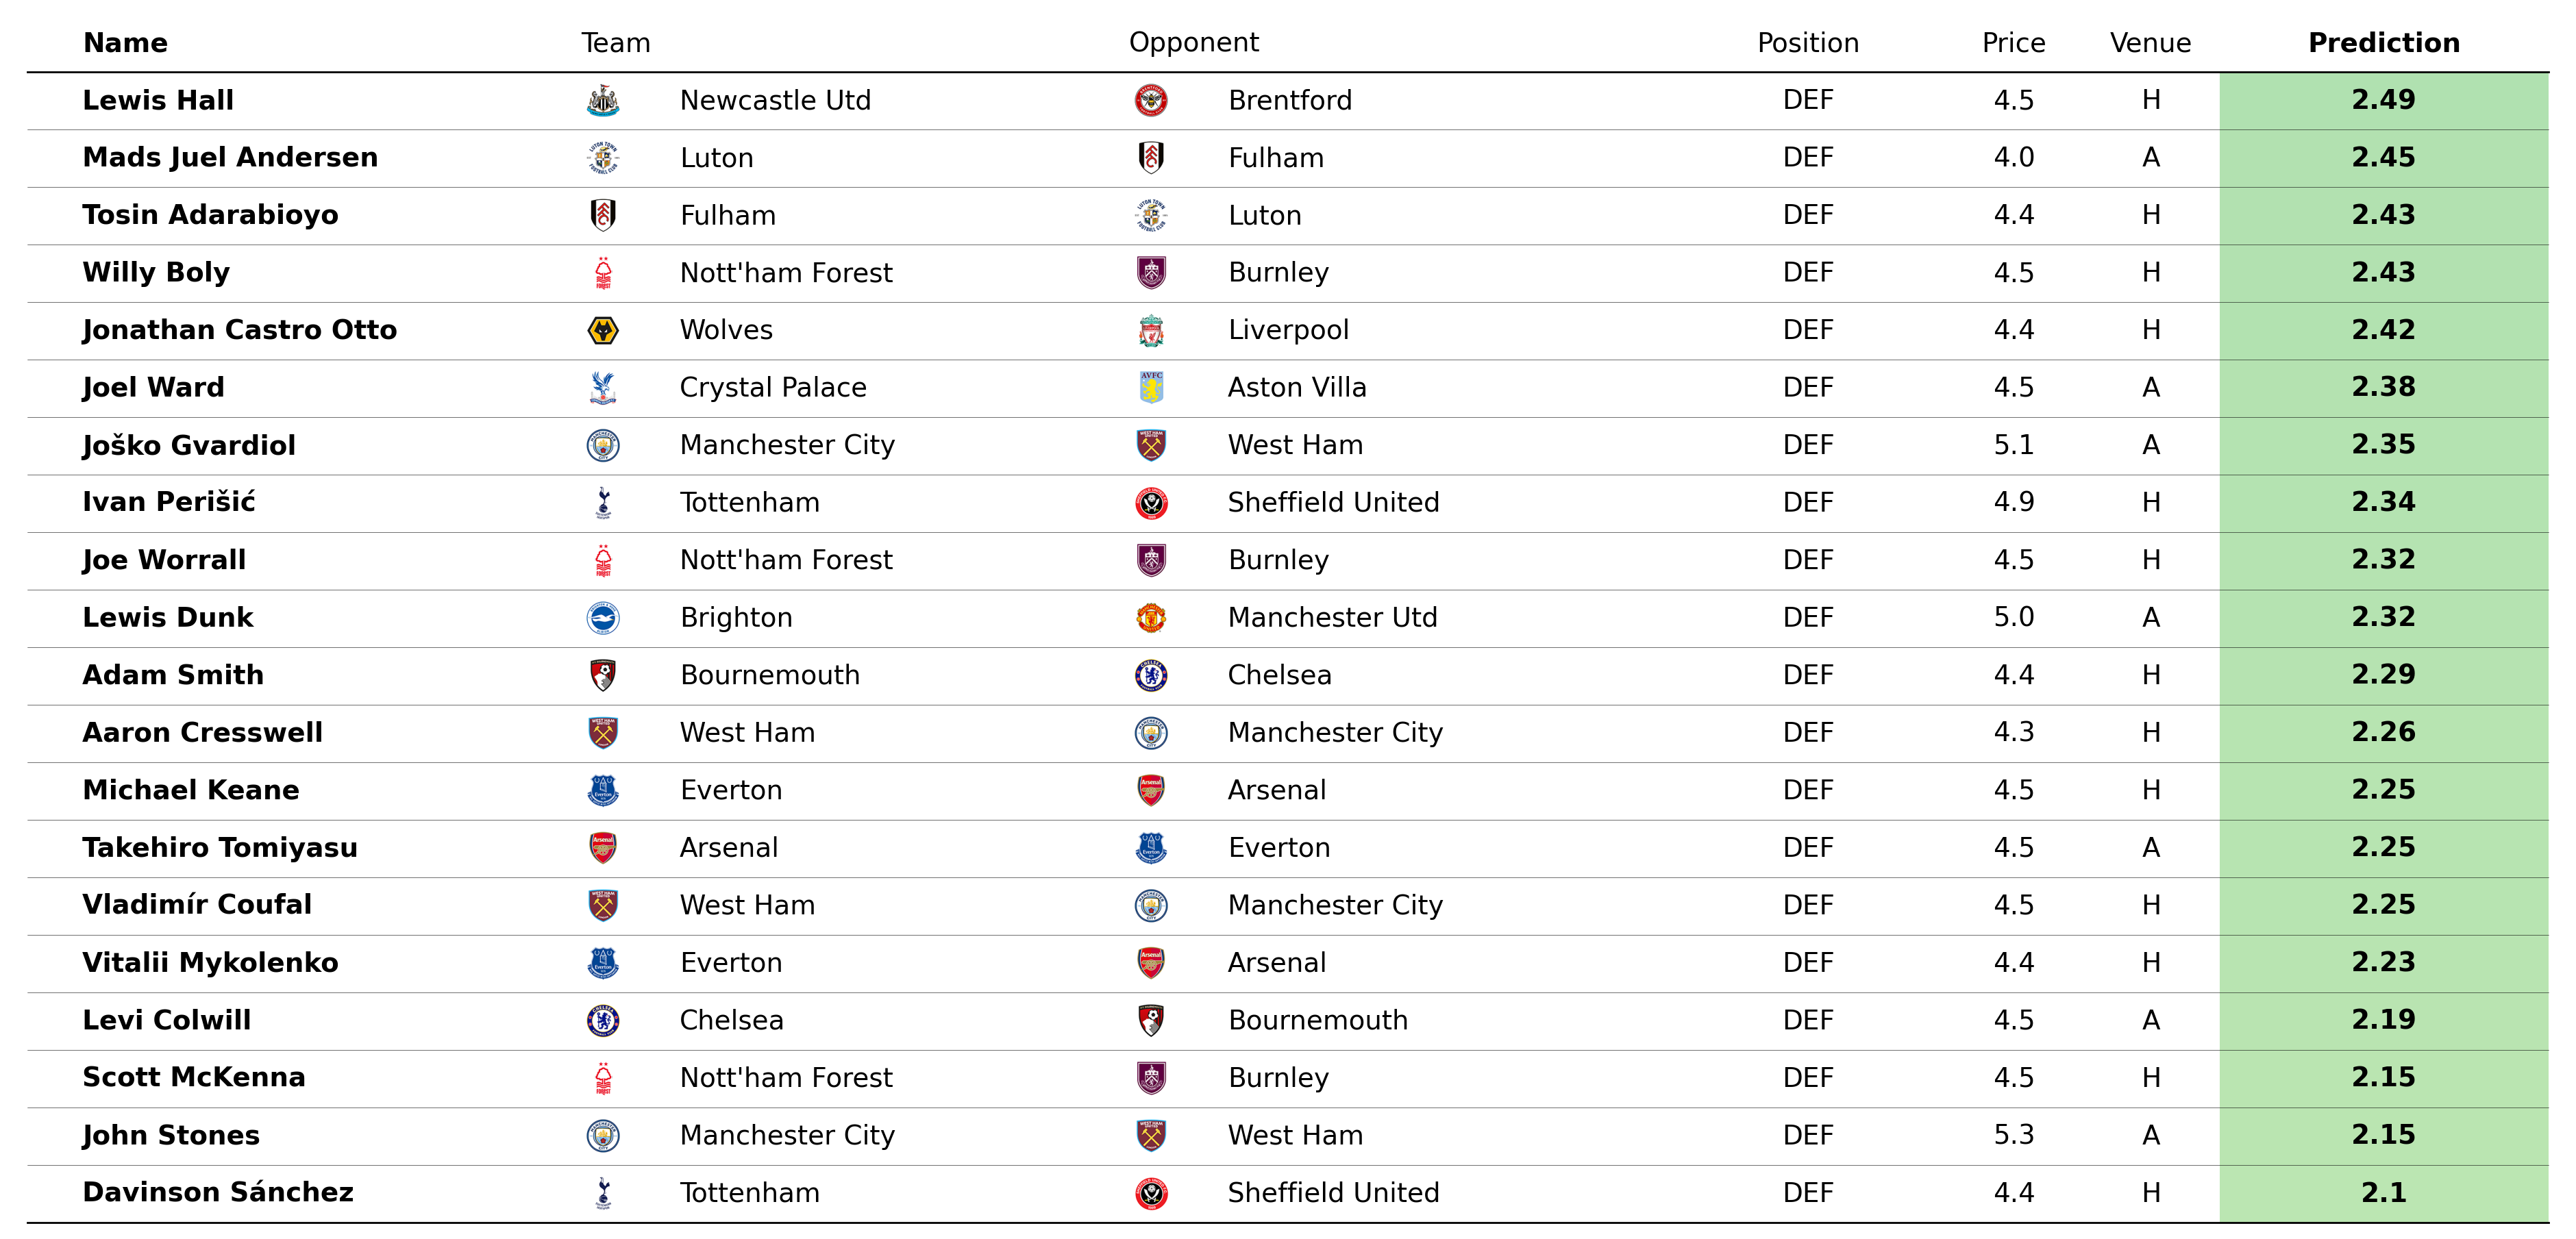 Name Team Opponent Position Price Venue Prediction
Lewis Hall Newcastle Utd Brentford DEF 4.5 H 2.49
Mads Juel Andersen Luton Fulham DEF 4.0 A 2.45
Tosin Adarabioyo Fulham Luton DEF 4.4 H 2.43
Willy Boly Nott'ham Forest Burnley DEF 4.5 H 2.43
Jonathan Castro Otto Wolves Liverpool DEF 4.4 H 2.42
Joel Ward Crystal Palace Aston Villa DEF 4.5 A 2.38
Joško Gvardiol Manchester City West Ham DEF 5.1 A 2.35
Ivan Perišić Tottenham Sheffield United DEF 4.9 H 2.34
Joe Worrall Nott'ham Forest Burnley DEF 4.5 H 2.32
Lewis Dunk Brighton Manchester Utd DEF 5.0 A 2.32
Adam Smith Bournemouth Chelsea DEF 4.4 H 2.29
Aaron Cresswell West Ham Manchester City DEF 4.3 H 2.26
Michael Keane Everton Arsenal DEF 4.5 H 2.25
Takehiro Tomiyasu Arsenal Everton DEF 4.5 A 2.25
Vladimír Coufal West Ham Manchester City DEF 4.5 H 2.25
Vitalii Mykolenko Everton Arsenal DEF 4.4 H 2.23
Levi Colwill Chelsea Bournemouth DEF 4.5 A 2.19
Scott McKenna Nott'ham Forest Burnley DEF 4.5 H 2.15
John Stones Manchester City West Ham DEF 5.3 A 2.15
Davinson Sánchez Tottenham Sheffield United DEF 4.4 H 2.1